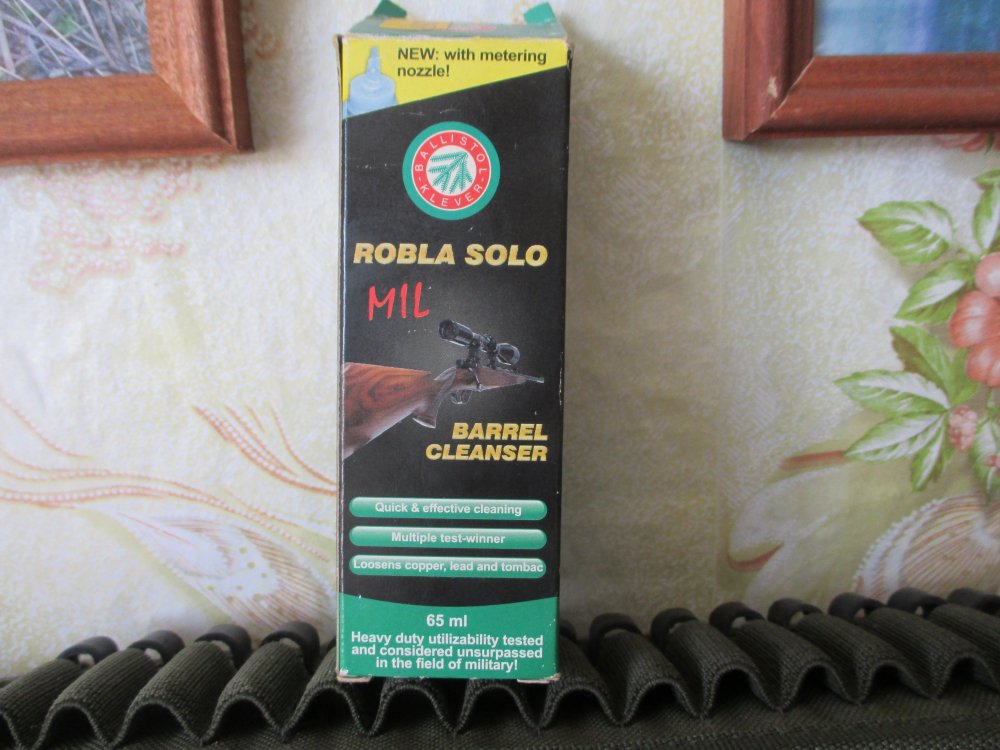 NEW: with metering
nozzle!
BALLISTOL
KLEVER
ROBLA SOLO
MIL
BARREL
CLEANSER
Quick & effective cleaning
Multiple test-winner
Loosens copper, lead and tombac
65 ml
Heavy duty utilizability tested
and considered unsurpassed
in the field of military!